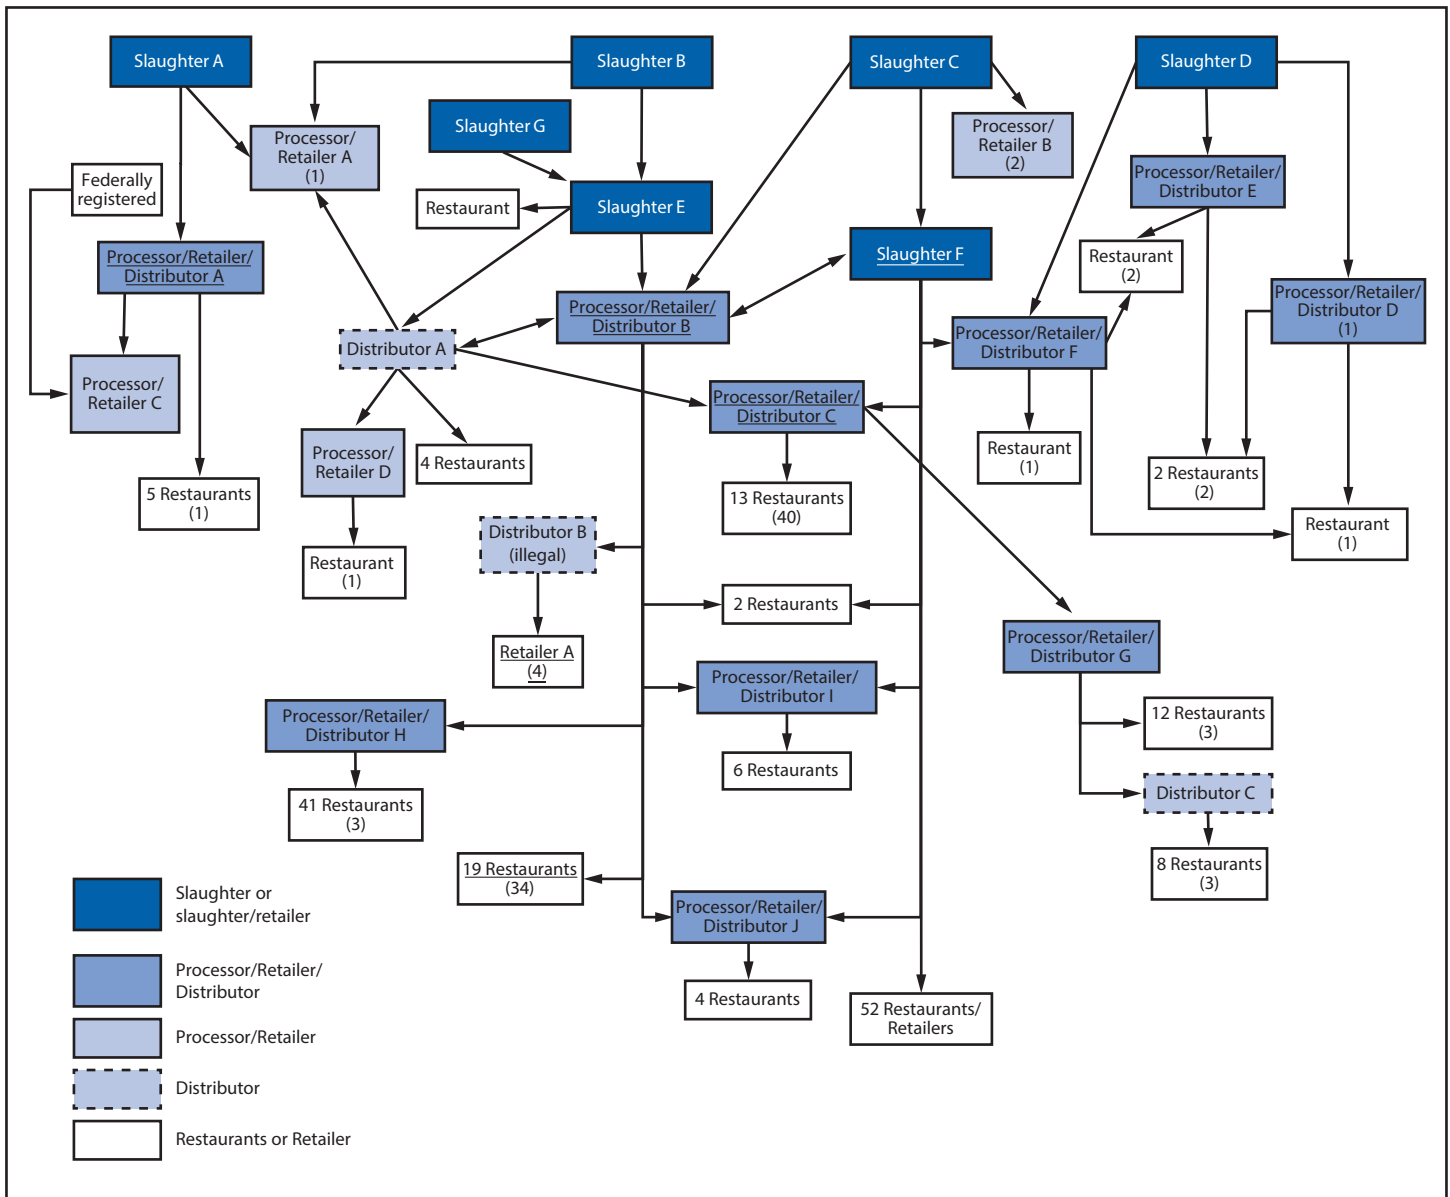 Slaughter A
Slaughter B
Slaughter C
Slaughter D
Slaughter G
Processor/
Retailer A
(1)
Processor/
Retailer B
(2)
Federally
registered
Restaurant
Slaughter E
Processor/Retailer/
Distributor E
Processor/Retailer/
Distributor A
Slaughter F
Restaurant
(2)
Processor/Retailer/
Distributor B
Processor/Retailer/
Distributor D
(1)
Distributor A
Processor/Retailer/
Distributor F
Processor/
Retailer C
Processor/Retailer/
Distributor C
Processor/
Retailer D
4 Restaurants
Restaurant
(1)
2 Restaurants
(2)
5 Restaurants
(1)
13 Restaurants
(40)
Restaurant
(1)
Distributor B
(illegal)
Restaurant
(1)
2 Restaurants
Retailer A
(4)
Processor/Retailer/
Distributor G
Processor/Retailer/
Distributor I
Processor/Retailer/
Distributor H
12 Restaurants
(3)
6 Restaurants
41 Restaurants
(3)
Distributor C
19 Restaurants
(34)
8 Restaurants
(3)
Processor/Retailer/
Distributor J
4 Restaurants
52 Restaurants/
Retailers
Slaughter or
slaughter/retailer
Processor/Retailer/
Distributor
Processor/Retailer
Distributor
Restaurants or Retailer